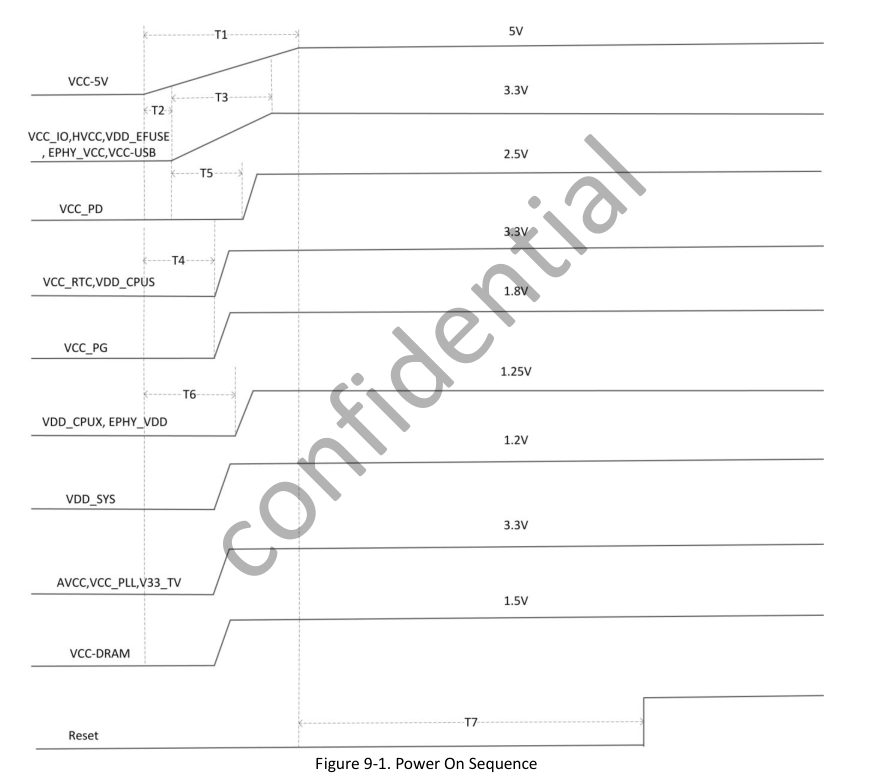 T1
5V
VCC-5V
T3
3.3V
T2
VCC_IO,HVCC,VDD_EFUSE
, EPHY_VCC,VCC-USB
2.5V
T5
VCC_PD
3.3V
T4
VCC_RTC,VDD_CPUS
1.8V
VCC_PG
1.25V
T6
VDD_CPUX, EPHY_VDD
1.2V
VDD_SYS
3.3V
AVCC,VCC_PLL,V33_TV
1.5V
VCC-DRAM
T7
Reset
confidential
Figure 9-1. Power On Sequence